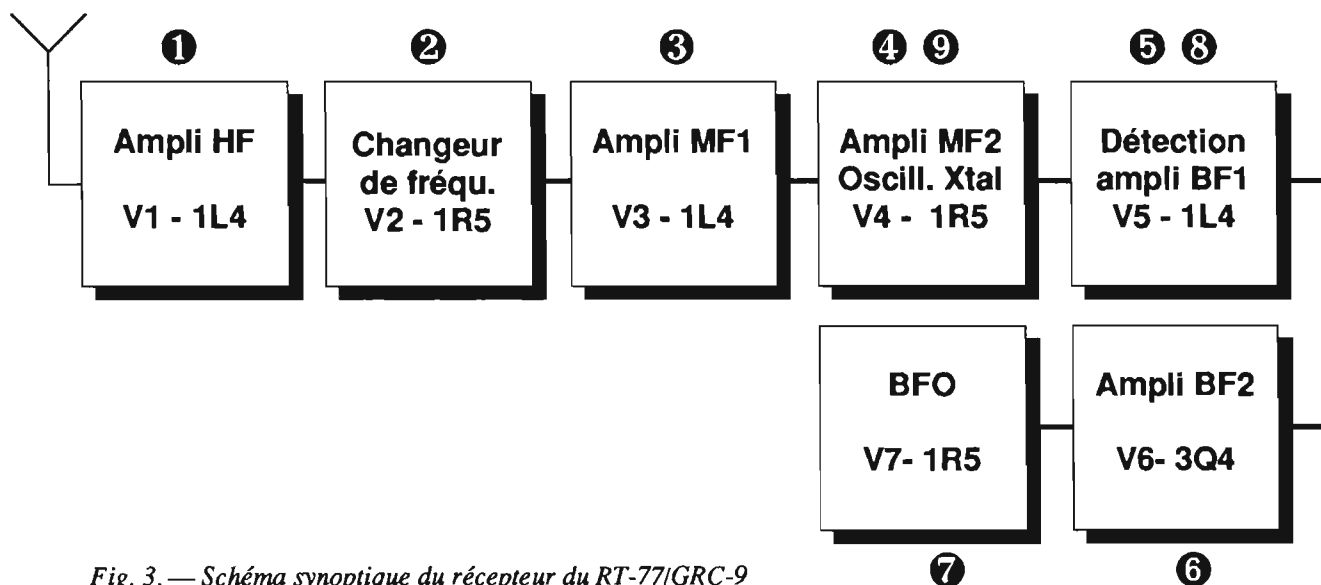 ❶
Ampli HF
V1 - 1L4
❷
Changeur
de fréqu.
V2 - 1R5
❸
Ampli MF1
V3 - 1L4
❹ ❾
Ampli MF2
Oscill. Xtal
V4 - 1R5
❺ ❽
Détection
ampli BF1
V5 - 1L4
BFO
V7- 1R5
❼
Ampli BF2
V6- 3Q4
❻
Fig. 3. — Schéma synoptique du récepteur du RT-77/GRC-9